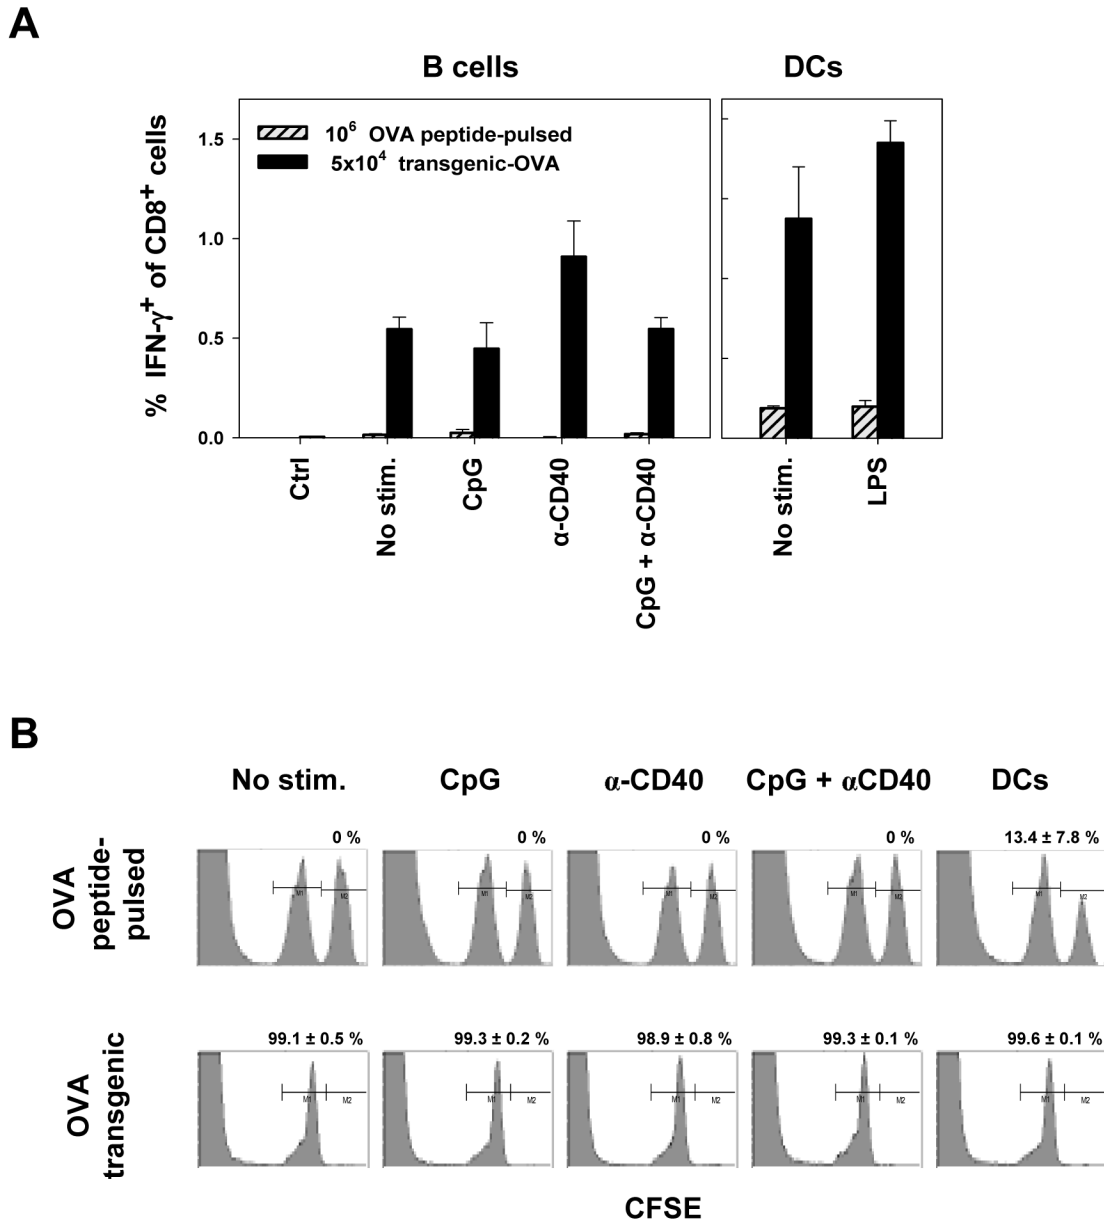 A
B cells
DCs
10⁶ OVA peptide-pulsed
5x10⁴ transgenic-OVA
% IFN-γ⁺ of CD8⁺ cells
1.5
1.0
0.5
0.0
Ctrl
No stim.
CpG
α-CD40
CpG + α-CD40
No stim.
LPS
B
No stim.
CpG
α-CD40
CpG + αCD40
DCs
OVA
peptide-
pulsed
0 %
0 %
0 %
0 %
13.4 ± 7.8 %
M1
M2
M1
M2
M1
M2
M1
M2
M1
M2
OVA
transgenic
99.1 ± 0.5 %
99.3 ± 0.2 %
98.9 ± 0.8 %
99.3 ± 0.1 %
99.6 ± 0.1 %
M1
M2
M1
M2
M1
M2
M1
M2
M1
M2
CFSE